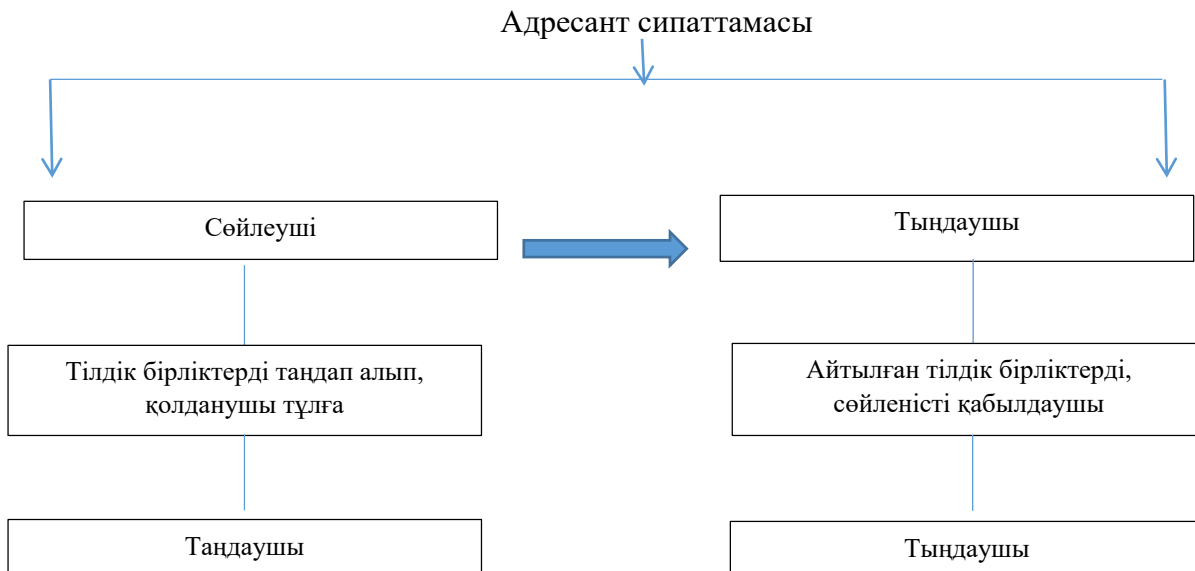 Адресант сипаттамасы
Сөйлеуші
Тыңдаушы
Тілдік бірліктерді таңдап алып,
қолданушы тұлға
Айтылған тілдік бірліктерді,
сөйленісті қабылдаушы
Таңдаушы
Тыңдаушы